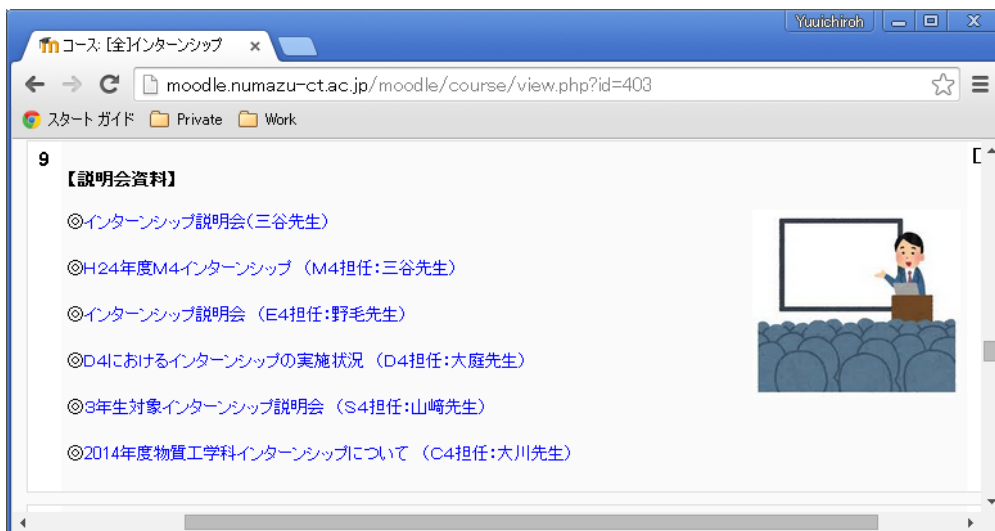 Yuuichiroh
コース: [全]インターンシップ
moodle.numazu-ct.ac.jp/moodle/course/view.php?id=403
スタート ガイド Private Work
9
【説明会資料】
◎インターンシップ説明会(三谷先生)
◎H24年度M4インターンシップ (M4担任:三谷先生)
◎インターンシップ説明会 (E4担任:野毛先生)
◎D4におけるインターンシップの実施状況 (D4担任:大庭先生)
◎3年生対象インターンシップ説明会 (S4担任:山﨑先生)
◎2014年度物質工学科インターンシップについて (C4担任:大川先生)